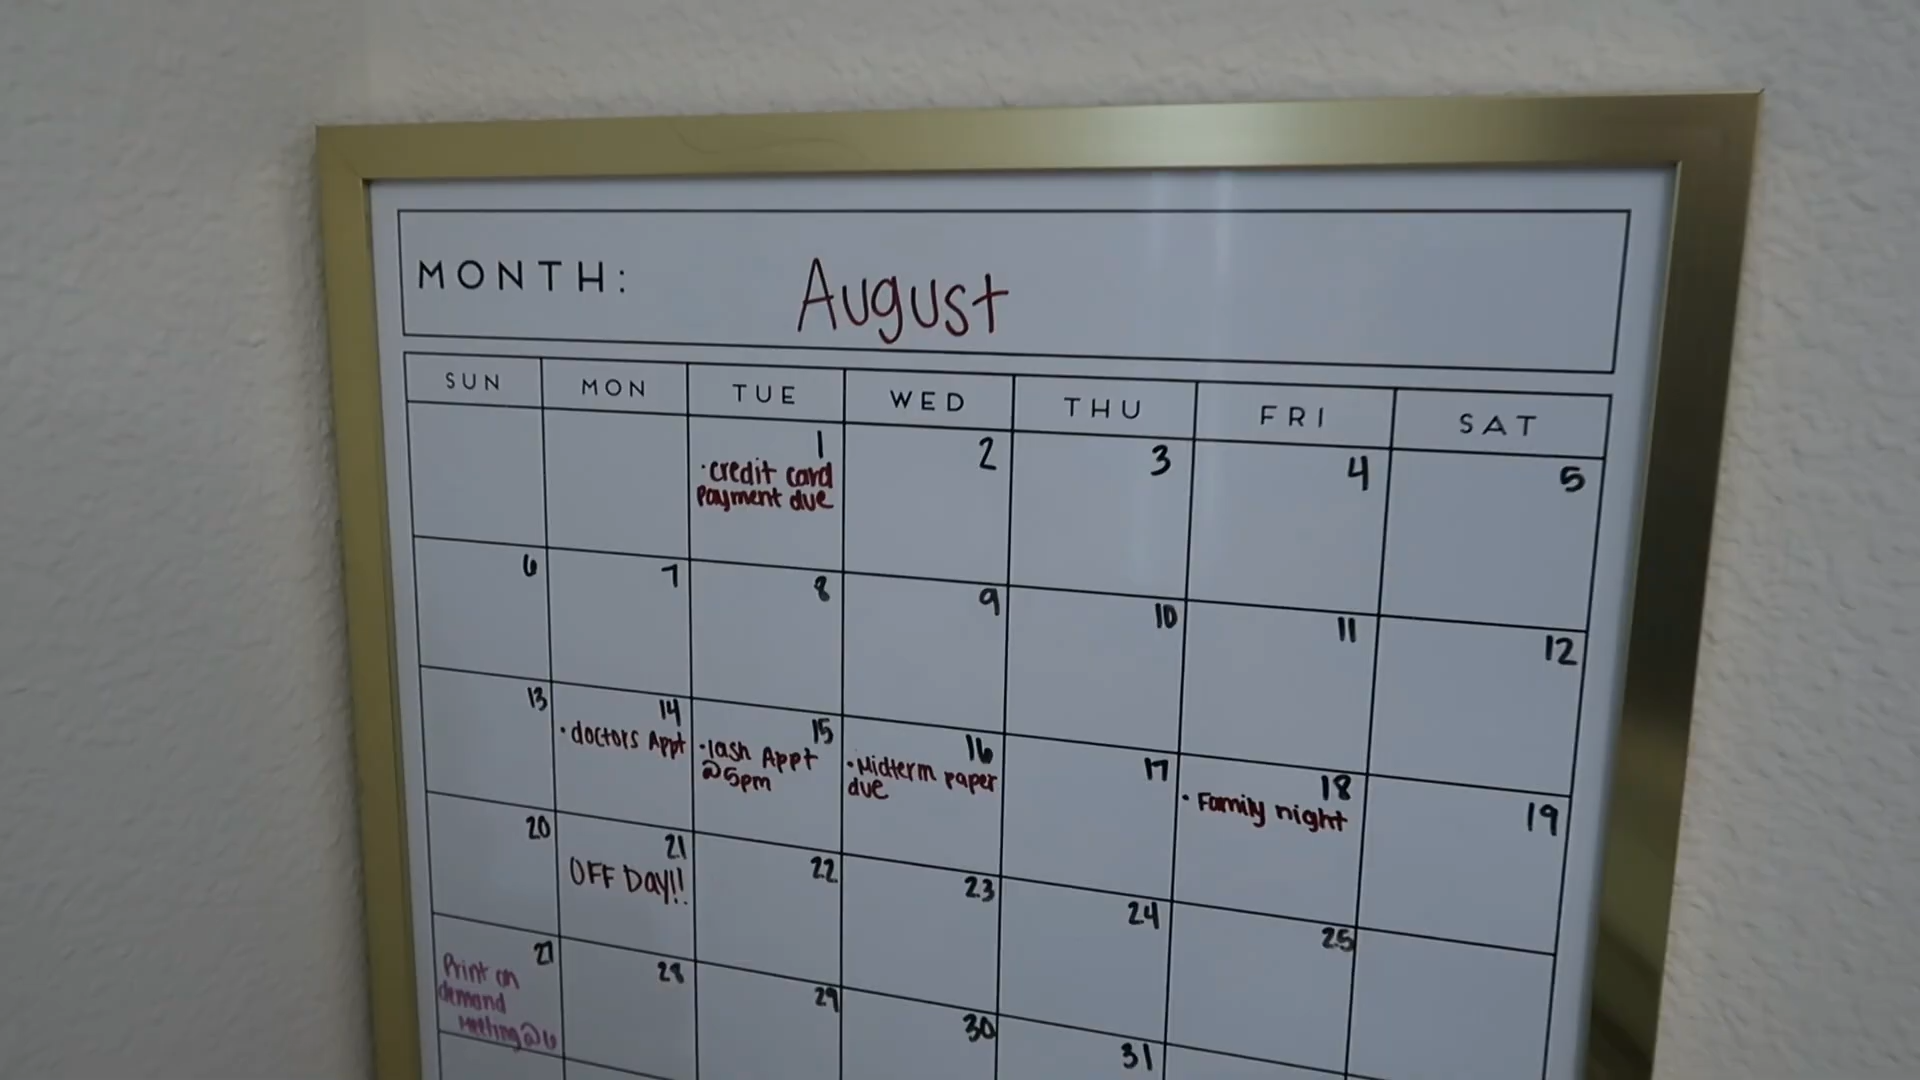 MONTH: August
SUN MON TUE WED THU FRI SAT
1 2 3 4 5
·credit card
payment due
6 7 8 9 10 11 12
13 14 15 16 17 18 19
·doctors Appt
·lash Appt
@5pm
·Midterm paper
due
·Family night
20 21 22 23 24 25
OFF DAY!!
27 28 29 30 31
Print on
demand
Meeting@6